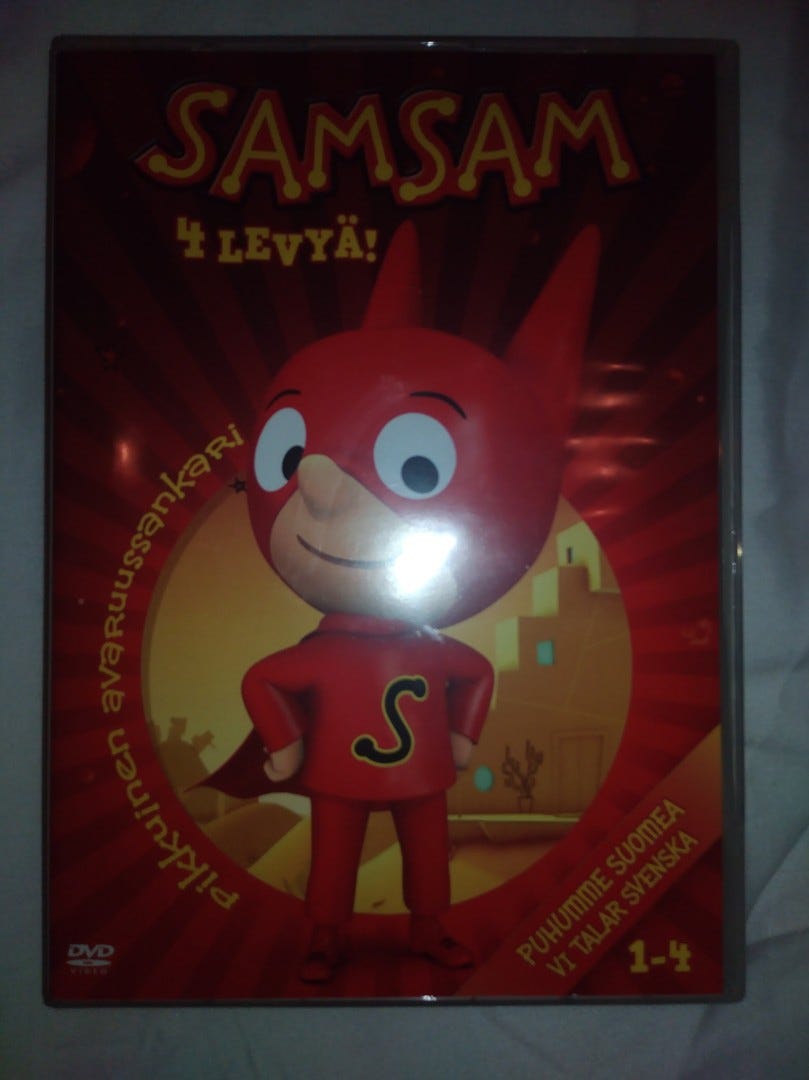 SAMSAM
4 LEVYÄ!
pikkuinen avaruussankari
S
PUHUMME SUOMEA
VI TALAR SVENSKA
1-4
DVD
VIDEO